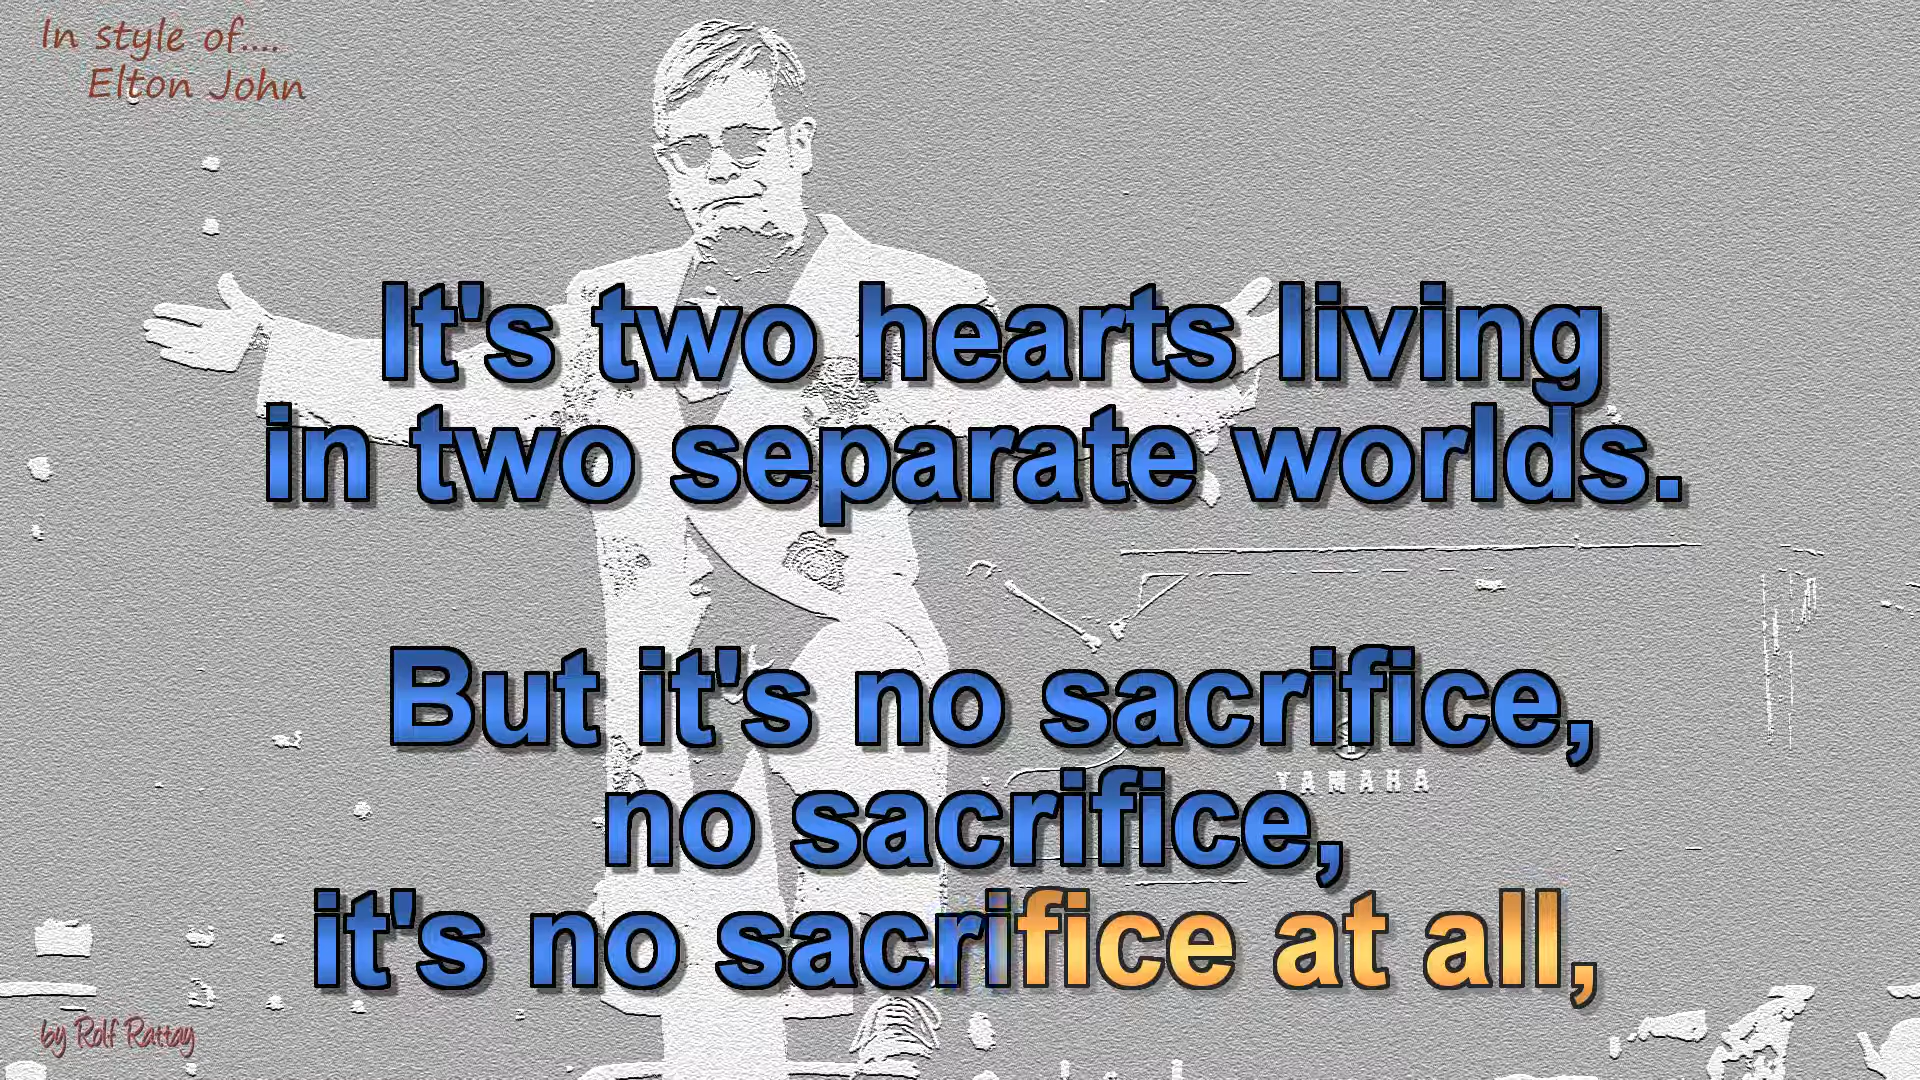 In style of....
Elton John
It's two hearts living
in two separate worlds.
But it's no sacrifice,
YAMAHA
no sacrifice,
it's no sacrifice at all,
by Rolf Rattay